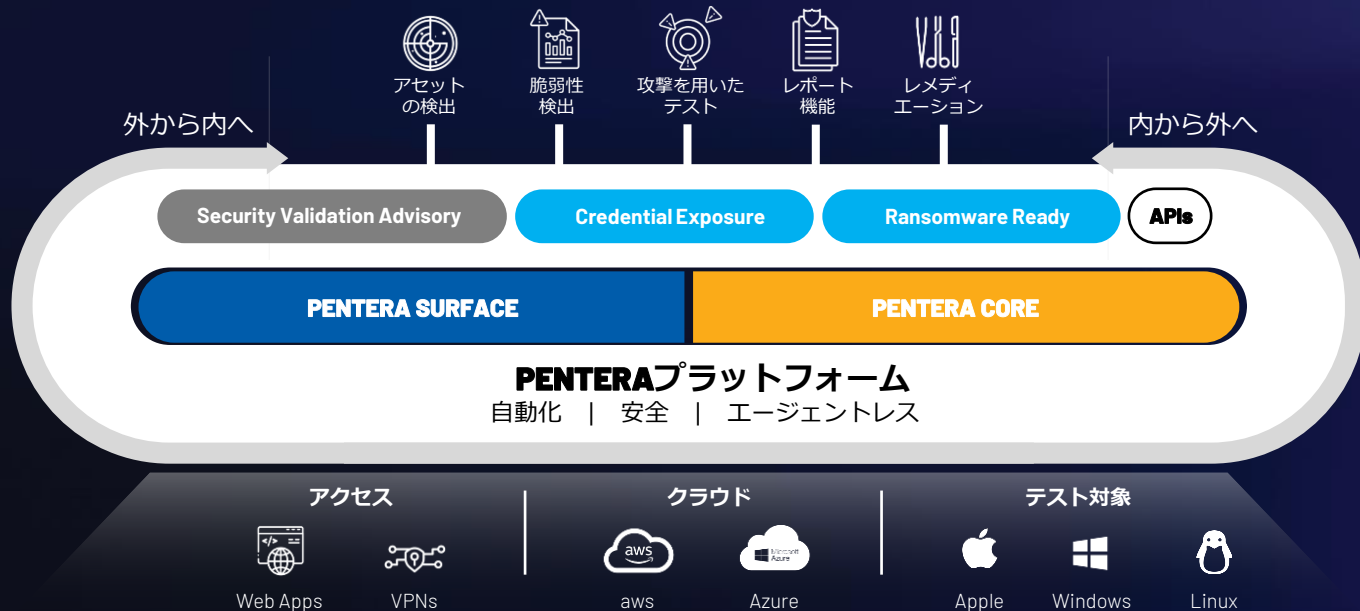 アセット
の検出
脆弱性
検出
攻撃を用いた
テスト
レポート
機能
レメディ
エーション
外から内へ
内から外へ
Security Validation Advisory
Credential Exposure
Ransomware Ready
APIs
PENTERA SURFACE
PENTERA CORE
PENTERAプラットフォーム
自動化 | 安全 | エージェントレス
アクセス
クラウド
テスト対象
aws
Microsoft
Azure
Web Apps
VPNs
aws
Azure
Apple
Windows
Linux